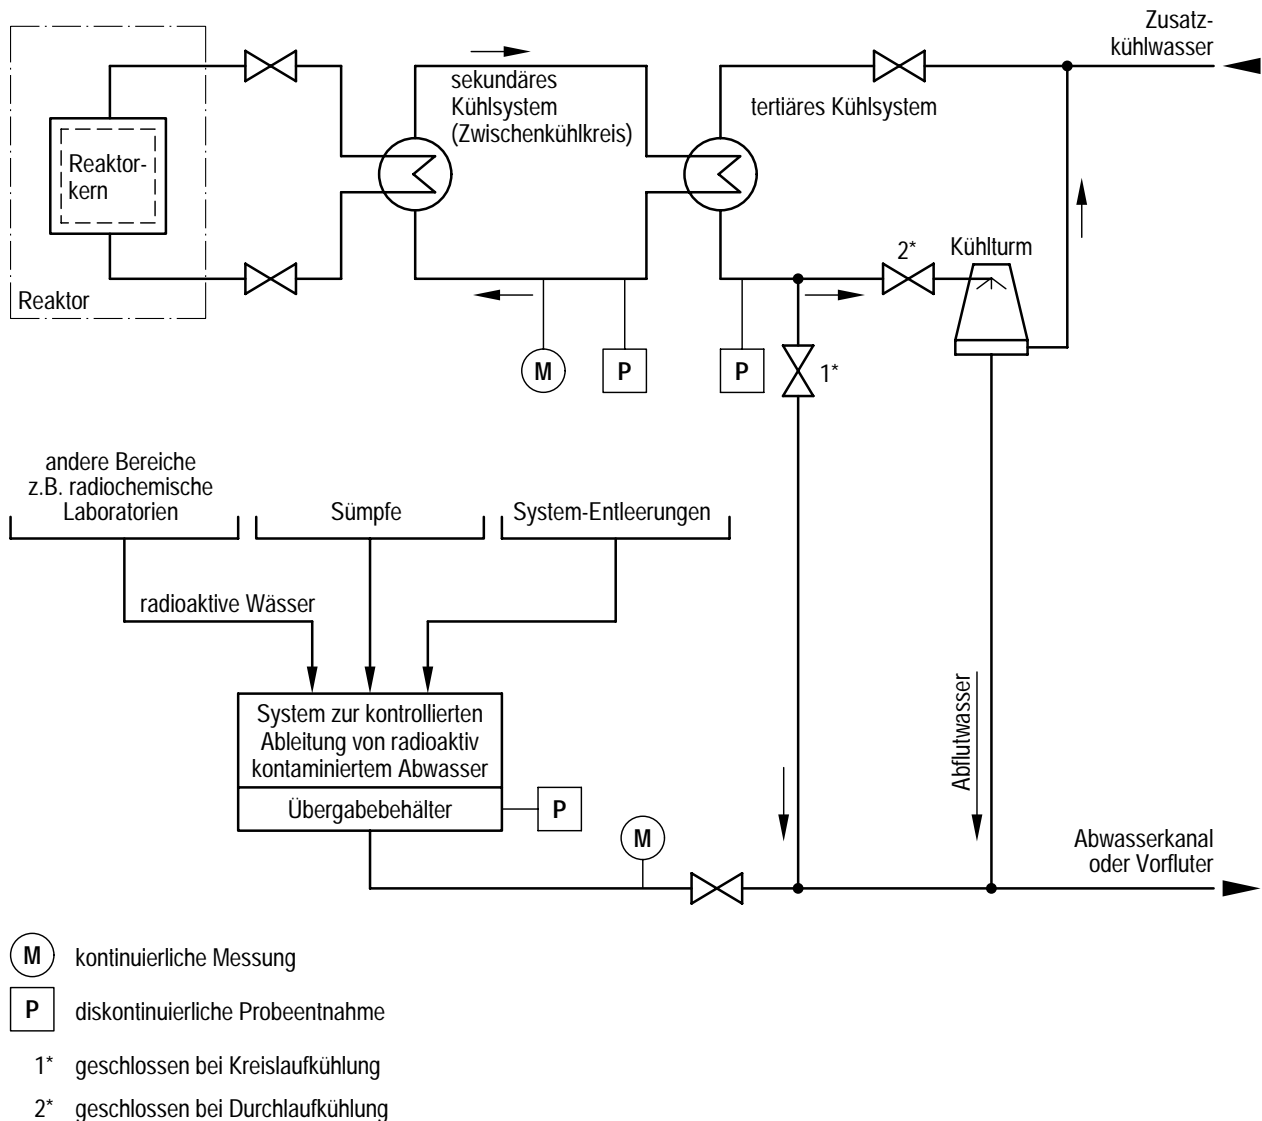 Zusatz-
kühlwasser
sekundäres
Kühlsystem
(Zwischenkühlkreis)
tertiäres Kühlsystem
Reaktor-
kern
Reaktor
2*
Kühlturm
M
P
P
1*
andere Bereiche
z.B. radiochemische
Laboratorien
Sümpfe
System-Entleerungen
radioaktive Wässer
System zur kontrollierten
Ableitung von radioaktiv
kontaminiertem Abwasser
Übergabebehälter
P
M
Abflutwasser
Abwasserkanal
oder Vorfluter
M kontinuierliche Messung
P diskontinuierliche Probeentnahme
1* geschlossen bei Kreislaufkühlung
2* geschlossen bei Durchlaufkühlung